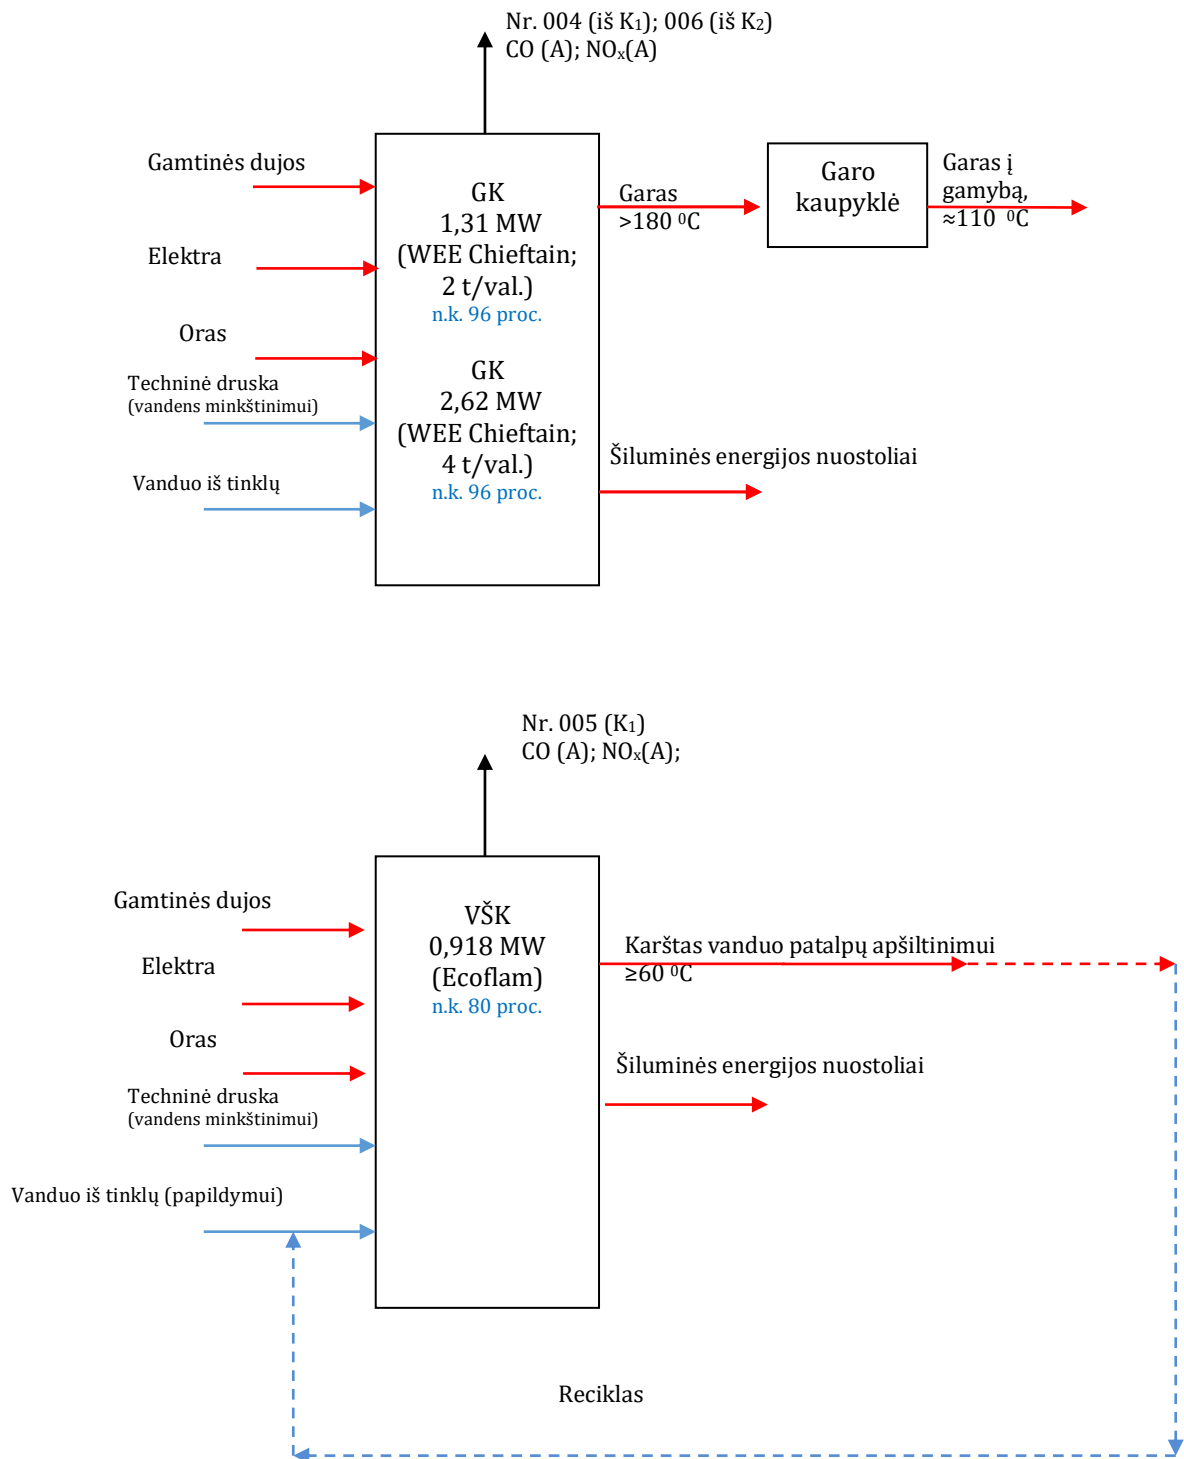 Nr. 004 (iš K₁); 006 (iš K₂)
CO (A); NOₓ(A)
Gamtinės dujos
Elektra
Oras
Techninė druska
(vandens minkštinimui)
Vanduo iš tinklų
GK
1,31 MW
(WEE Chieftain;
2 t/val.)
n.k. 96 proc.
GK
2,62 MW
(WEE Chieftain;
4 t/val.)
n.k. 96 proc.
Garas
>180 ⁰C
Garo
kaupyklė
Garas į
gamybą,
≈110 ⁰C
Šiluminės energijos nuostoliai
Nr. 005 (K₁)
CO (A); NOₓ(A);
Gamtinės dujos
Elektra
Oras
Techninė druska
(vandens minkštinimui)
Vanduo iš tinklų (papildymui)
VŠK
0,918 MW
(Ecoflam)
n.k. 80 proc.
Karštas vanduo patalpų apšiltinimui
≥60 ⁰C
Šiluminės energijos nuostoliai
Reciklas